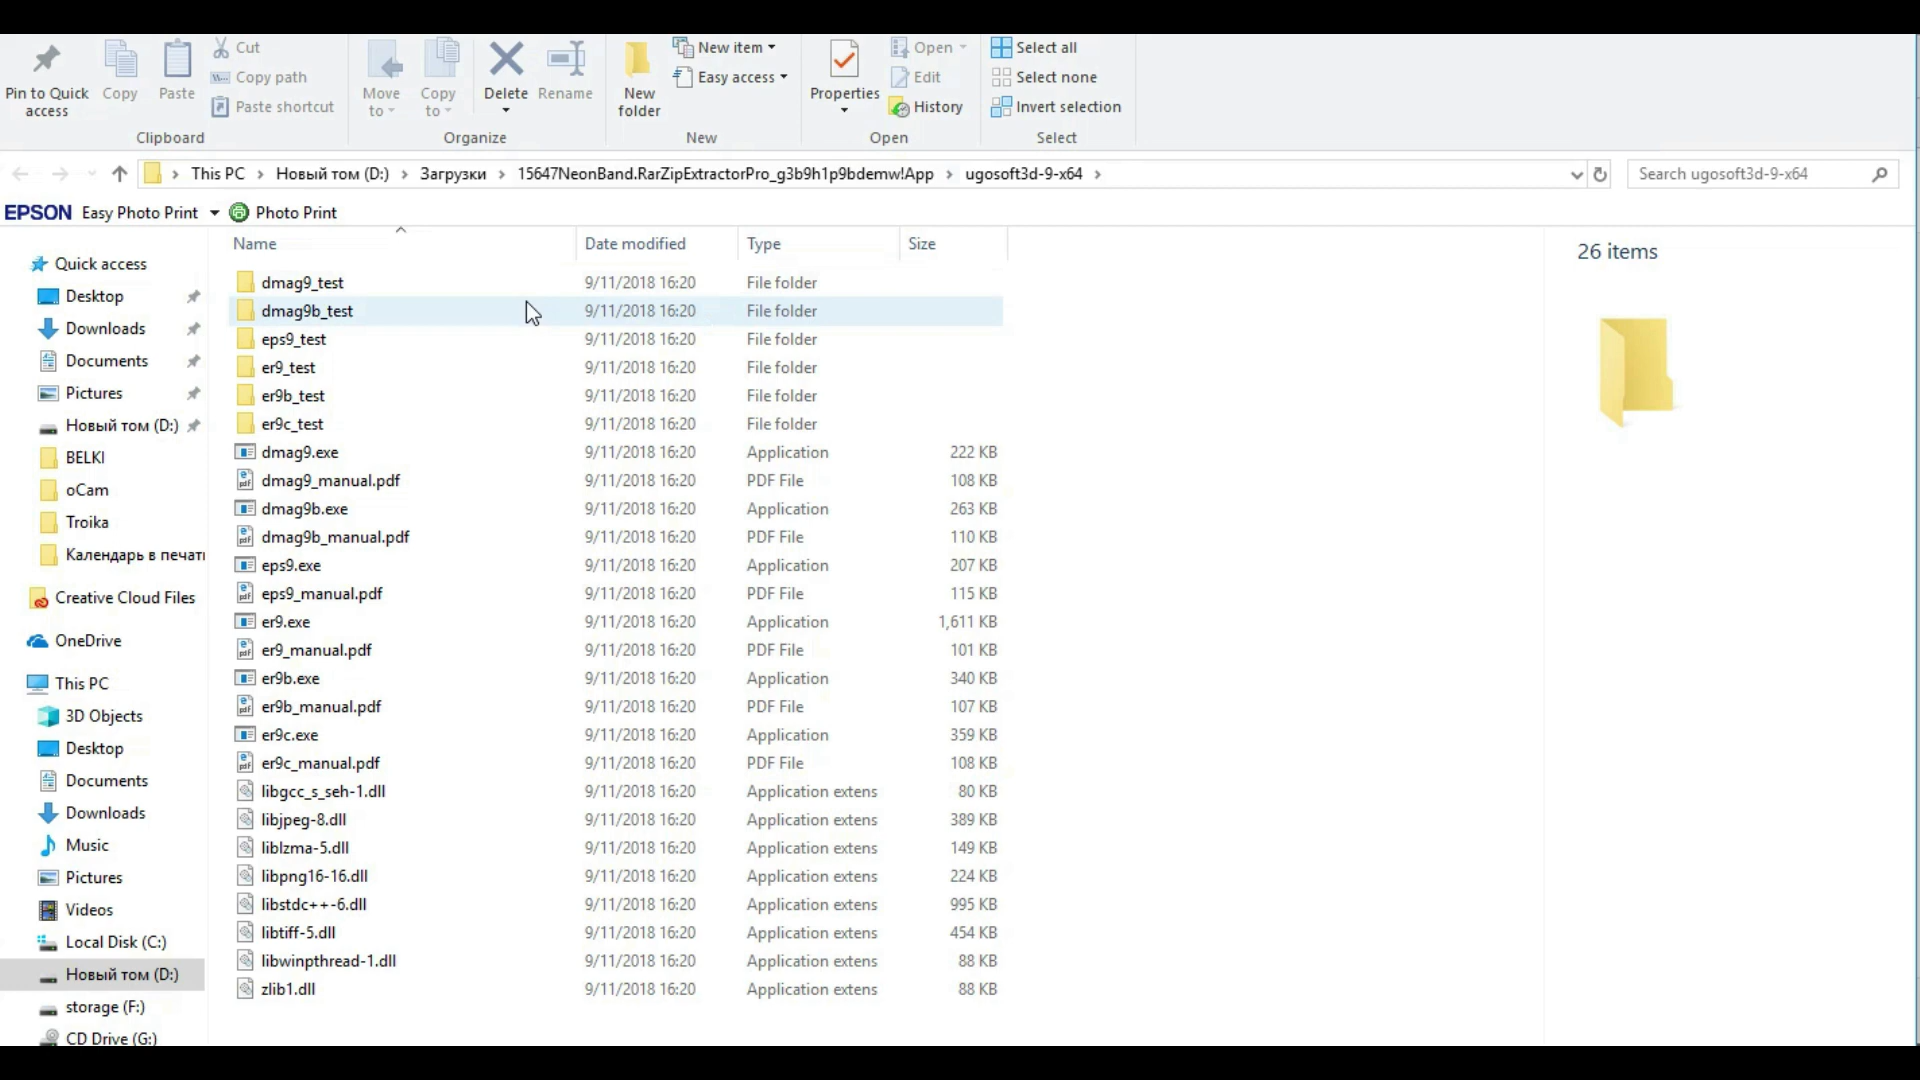 Pin to Quick access
Copy
Paste
Cut
Copy path
Paste shortcut
Clipboard
Move to
Copy to
Delete
Rename
Organize
New folder
New item
Easy access
New
Properties
Open
Edit
History
Open
Select all
Select none
Invert selection
Select
This PC > Новый том (D:) > Загрузки > 15647NeonBand.RarZipExtractorPro_g3b9h1p9bdemw!App > ugosoft3d-9-x64 >
Search ugosoft3d-9-x64
EPSON Easy Photo Print Photo Print
Name Date modified Type Size
dmag9_test 9/11/2018 16:20 File folder
dmag9b_test 9/11/2018 16:20 File folder
eps9_test 9/11/2018 16:20 File folder
er9_test 9/11/2018 16:20 File folder
er9b_test 9/11/2018 16:20 File folder
er9c_test 9/11/2018 16:20 File folder
dmag9.exe 9/11/2018 16:20 Application 222 KB
dmag9_manual.pdf 9/11/2018 16:20 PDF File 108 KB
dmag9b.exe 9/11/2018 16:20 Application 263 KB
dmag9b_manual.pdf 9/11/2018 16:20 PDF File 110 KB
eps9.exe 9/11/2018 16:20 Application 207 KB
eps9_manual.pdf 9/11/2018 16:20 PDF File 115 KB
er9.exe 9/11/2018 16:20 Application 1,611 KB
er9_manual.pdf 9/11/2018 16:20 PDF File 101 KB
er9b.exe 9/11/2018 16:20 Application 340 KB
er9b_manual.pdf 9/11/2018 16:20 PDF File 107 KB
er9c.exe 9/11/2018 16:20 Application 359 KB
er9c_manual.pdf 9/11/2018 16:20 PDF File 108 KB
libgcc_s_seh-1.dll 9/11/2018 16:20 Application extens 80 KB
libjpeg-8.dll 9/11/2018 16:20 Application extens 389 KB
liblzma-5.dll 9/11/2018 16:20 Application extens 149 KB
libpng16-16.dll 9/11/2018 16:20 Application extens 224 KB
libstdc++-6.dll 9/11/2018 16:20 Application extens 995 KB
libtiff-5.dll 9/11/2018 16:20 Application extens 454 KB
libwinpthread-1.dll 9/11/2018 16:20 Application extens 88 KB
zlib1.dll 9/11/2018 16:20 Application extens 88 KB
Quick access
Desktop
Downloads
Documents
Pictures
Новый том (D:)
BELKI
oCam
Troika
Календарь в печат
Creative Cloud Files
OneDrive
This PC
3D Objects
Desktop
Documents
Downloads
Music
Pictures
Videos
Local Disk (C:)
Новый том (D:)
storage (F:)
CD Drive (G:)
26 items